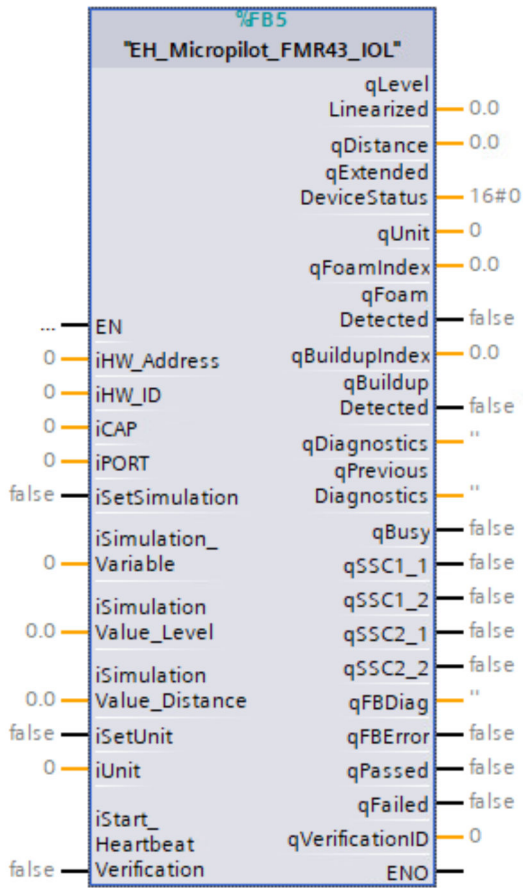 %FB5
"EH_Micropilot_FMR43_IOL"
qLevel
Linearized 0.0
qDistance 0.0
qExtended
DeviceStatus 16#0
qUnit 0
qFoamIndex 0.0
qFoam
Detected false
... EN
0 iHW_Address
qBuildupIndex 0.0
qBuildup
0 iHW_ID
Detected false
0 iCAP
qDiagnostics ''
0 iPORT
qPrevious
false iSetSimulation
Diagnostics ''
qBusy false
iSimulation_
0 Variable
qSSC1_1 false
qSSC1_2 false
iSimulation
0.0 Value_Level
qSSC2_1 false
qSSC2_2 false
iSimulation
0.0 Value_Distance
qFBDiag ''
false iSetUnit
qFBError false
0 iUnit
qPassed false
qFailed false
iStart_
Heartbeat
qVerificationID 0
false Verification
ENO